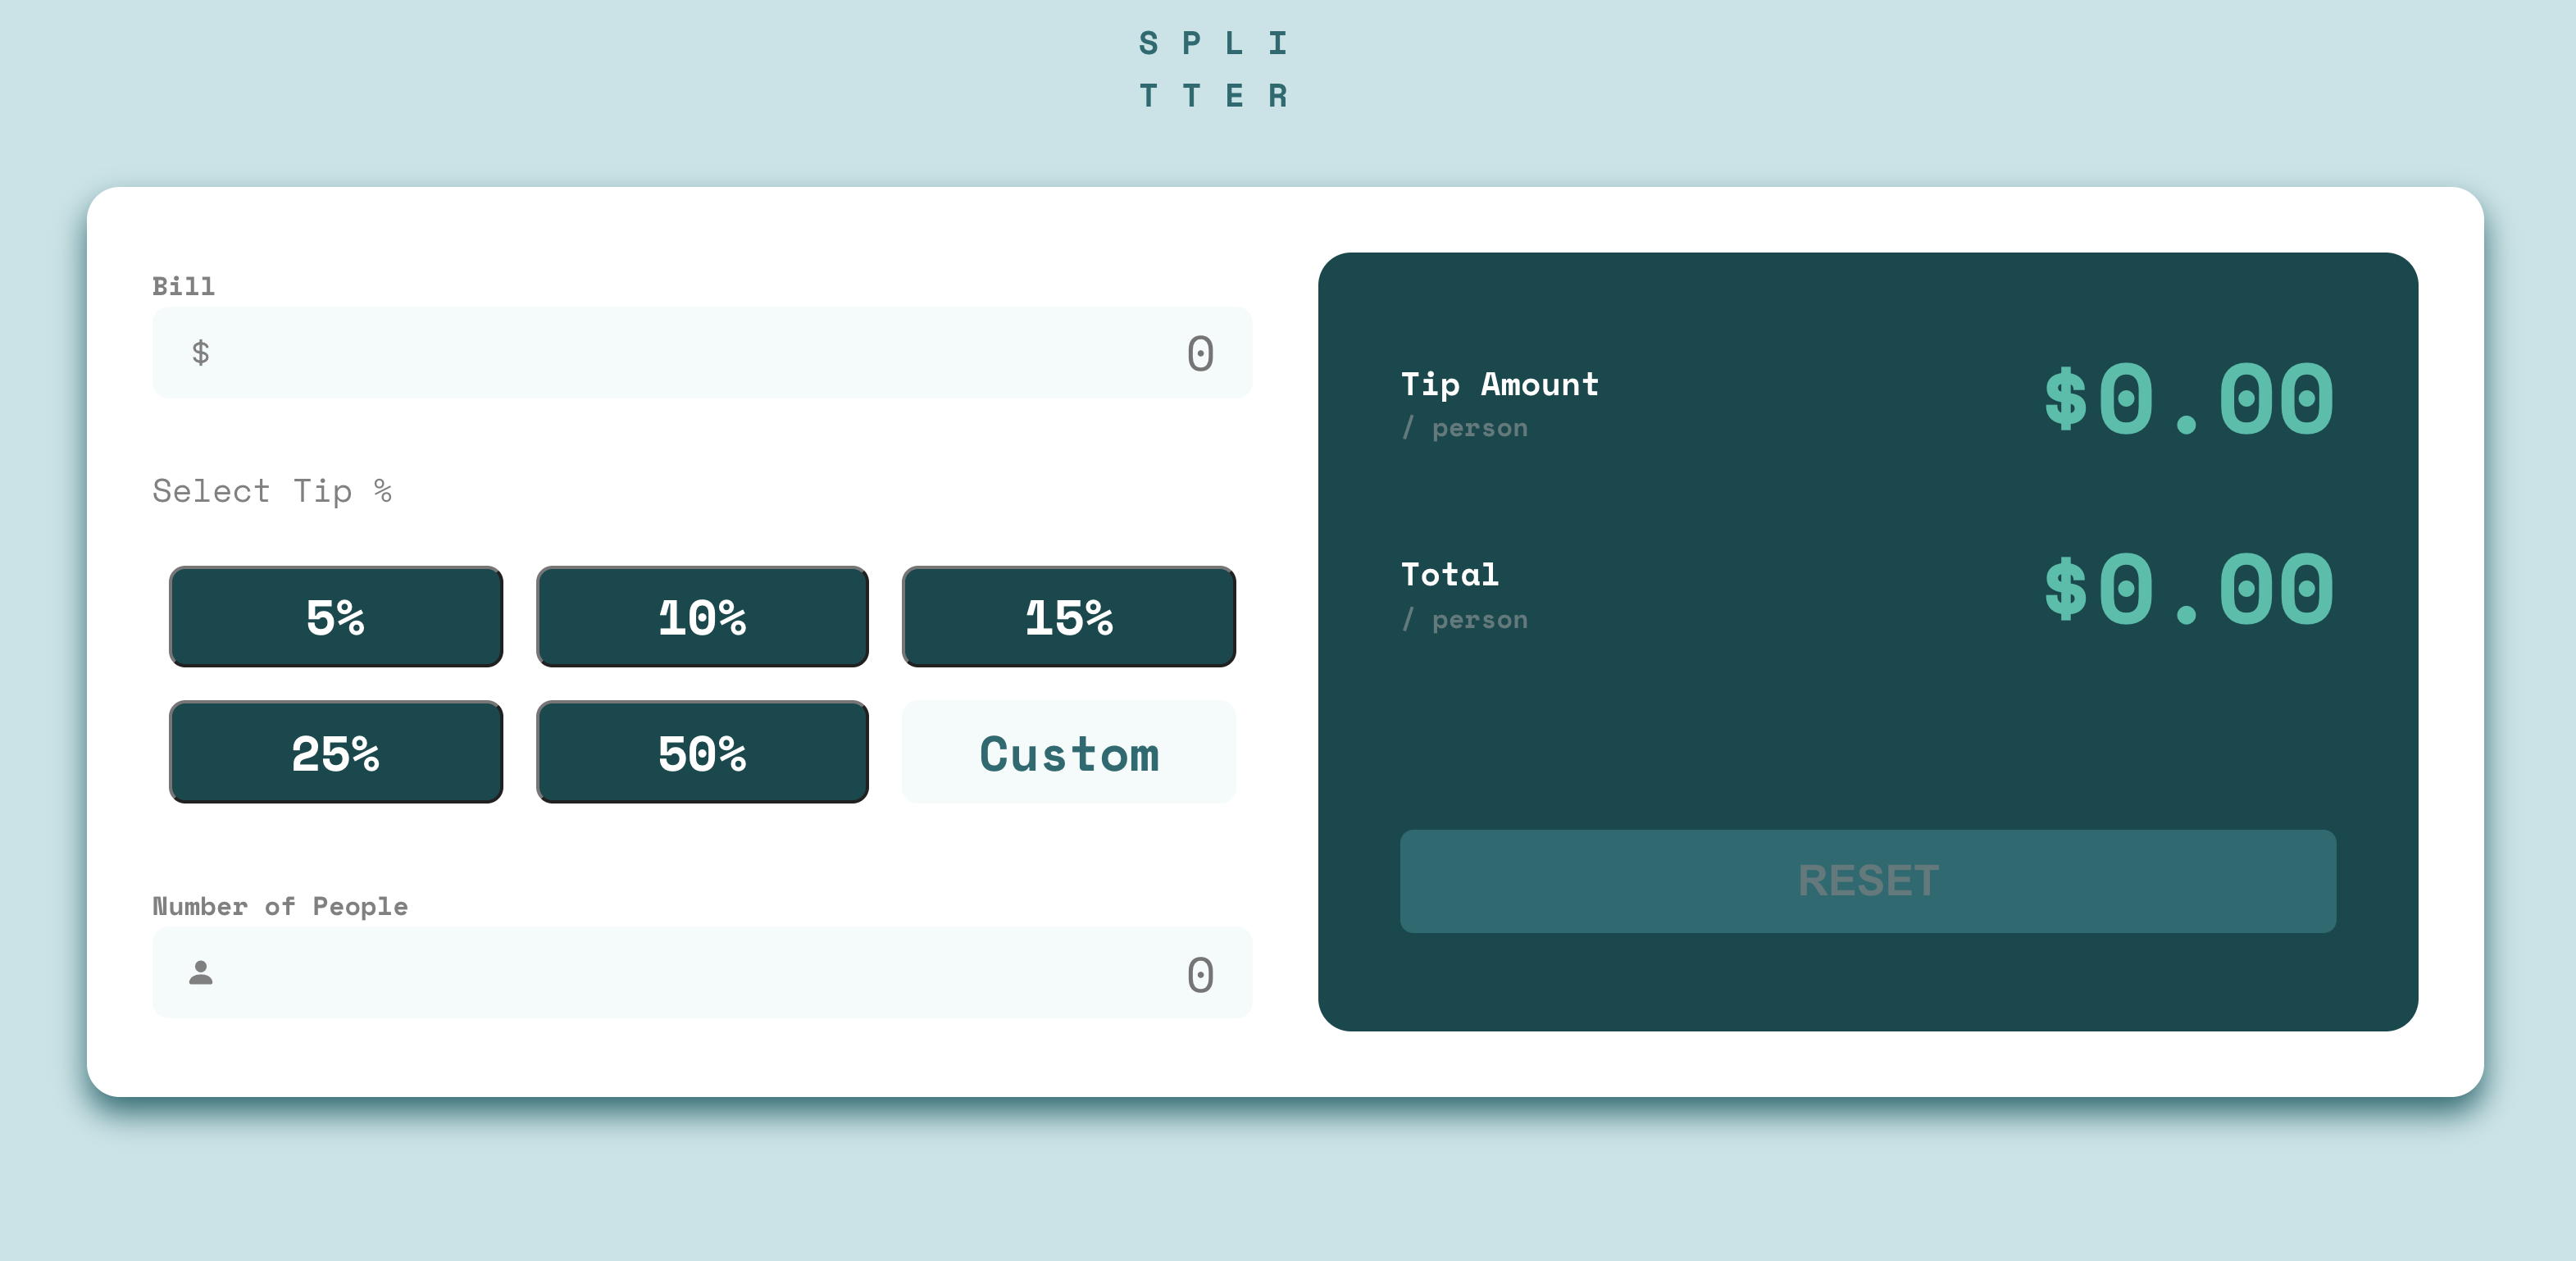 S P L I
T T E R
Bill
$ 0
Select Tip %
5% 10% 15%
25% 50% Custom
Number of People
0
Tip Amount
/ person
$0.00
Total
/ person
$0.00
RESET